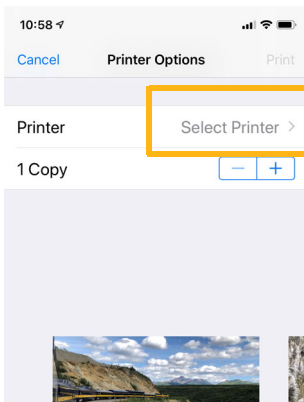 10:58
Cancel Printer Options Print
Printer Select Printer >
1 Copy − +